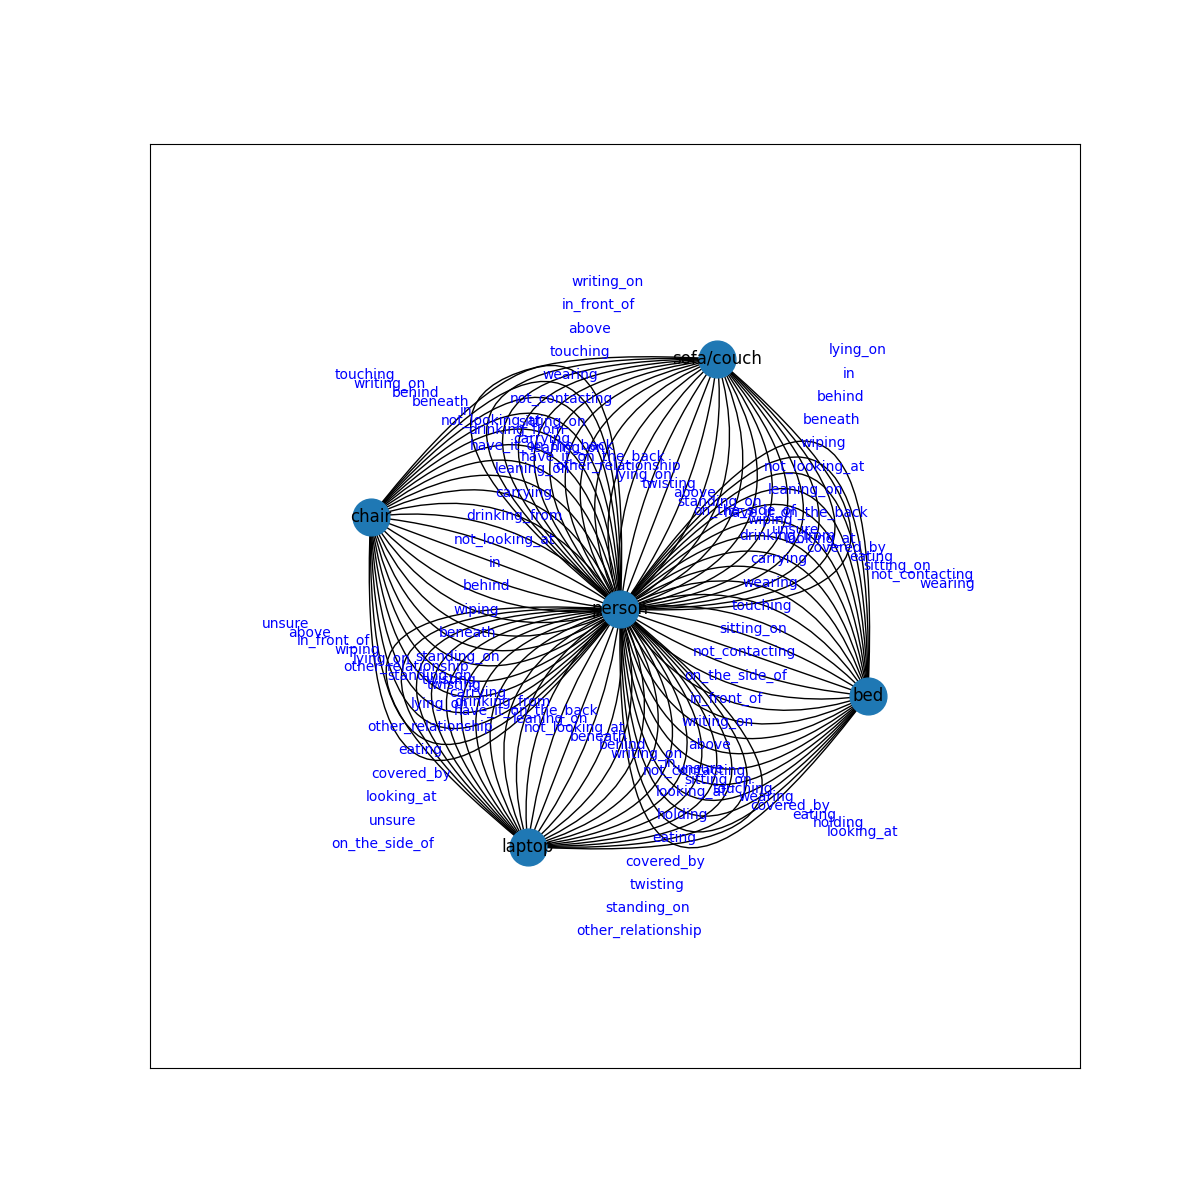 writing_on
in_front_of
above
lying_on
touching
sofa/couch
in
touching
wearing
writing_on
behind
behind
not_contacting
beneath
beneath
in
not_looking_at
sitting_on
drinking_from
carrying
wiping
have_it_on_the_back
leaning_on
have_it_on_the_back
other_relationship
not_looking_at
leaning_on
lying_on
twisting
leaning_on
carrying
above
standing_on
on_the_side_of
have_it_on_the_back
chair
drinking_from
wiping
unsure
drinking_from
looking_at
not_looking_at
covered_by
eating
carrying
in
sitting_on
not_contacting
behind
wearing
wearing
wiping
person
touching
unsure
above
beneath
sitting_on
in_front_of
wiping
not_contacting
lying_on
standing_on
other_relationship
standing_on
on_the_side_of
twisting
carrying
bed
in_front_of
lying_on
drinking_from
have_it_on_the_back
leaning_on
writing_on
other_relationship
not_looking_at
beneath
eating
behind
above
writing_on
in
unsure
covered_by
not_contacting
sitting_on
looking_at
touching
looking_at
wearing
covered_by
unsure
holding
eating
holding
on_the_side_of
laptop
eating
looking_at
covered_by
twisting
standing_on
other_relationship